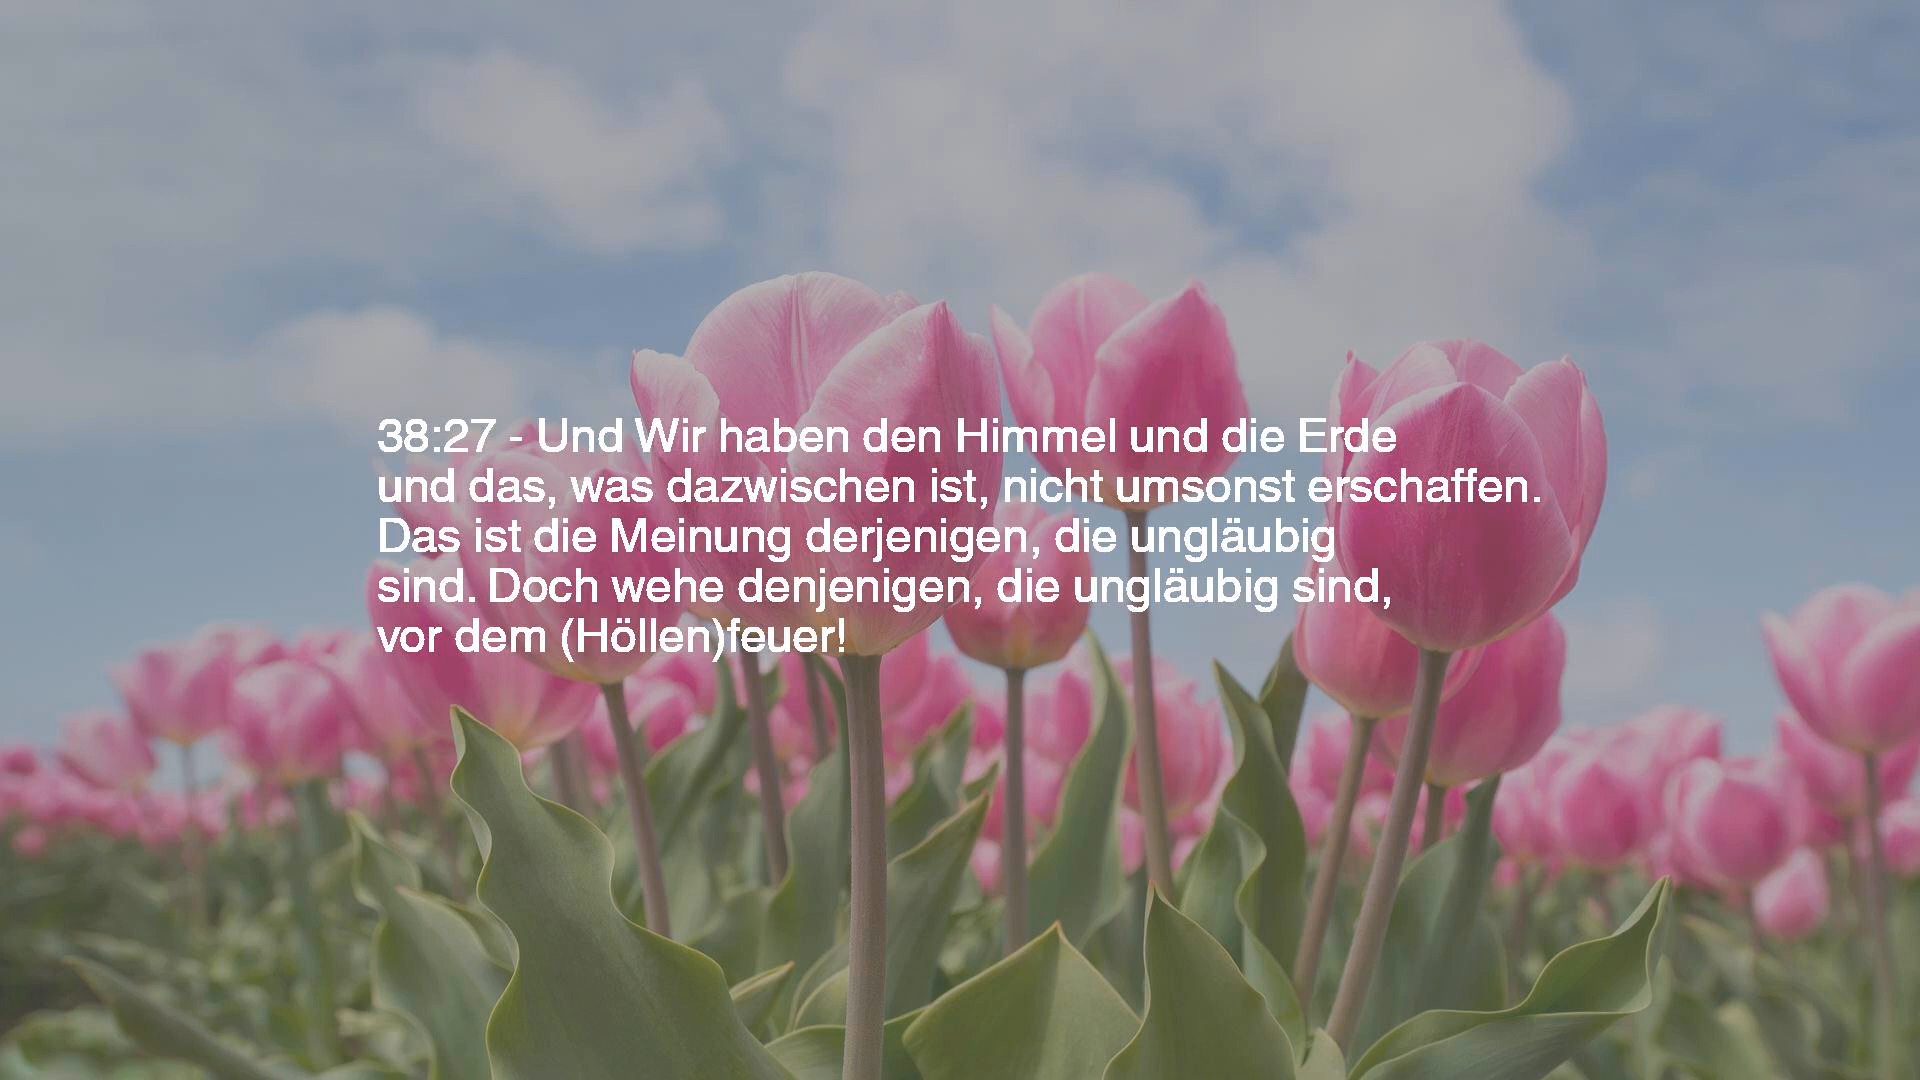 38:27 - Und Wir haben den Himmel und die Erde
und das, was dazwischen ist, nicht umsonst erschaffen.
Das ist die Meinung derjenigen, die ungläubig
sind. Doch wehe denjenigen, die ungläubig sind,
vor dem (Höllen)feuer!